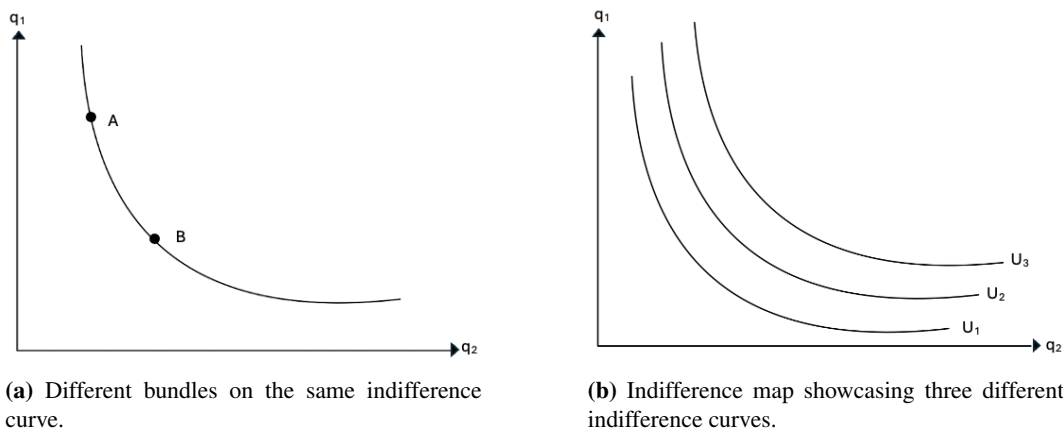 q₁
A
B
q₂
(a) Different bundles on the same indifference
curve.
q₁
U₃
U₂
U₁
q₂
(b) Indifference map showcasing three different
indifference curves.